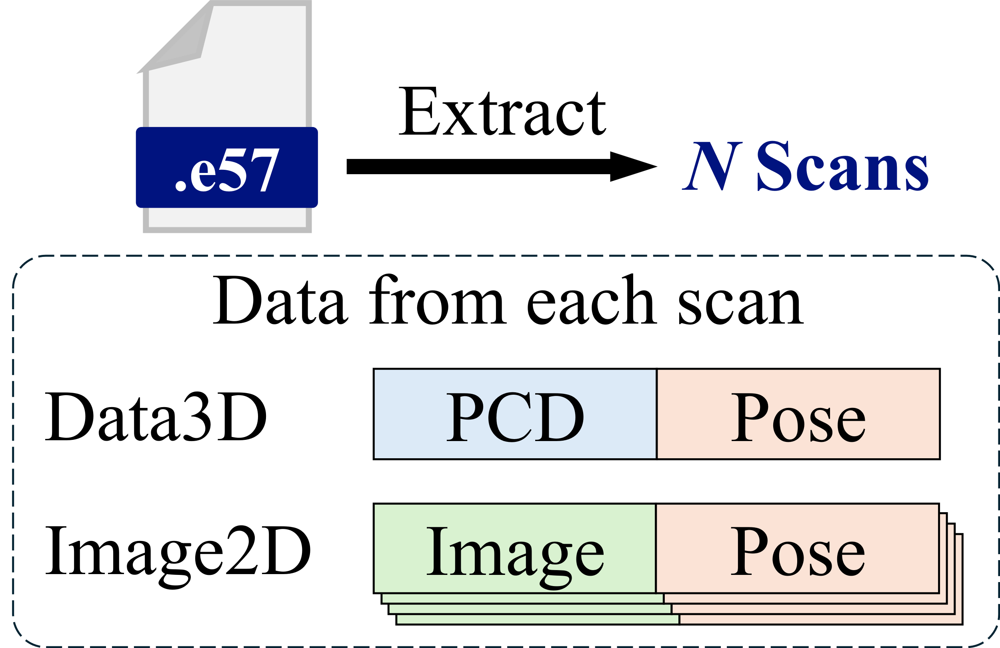 .e57
Extract
N Scans
Data from each scan
Data3D
PCD
Pose
Image2D
Image
Pose